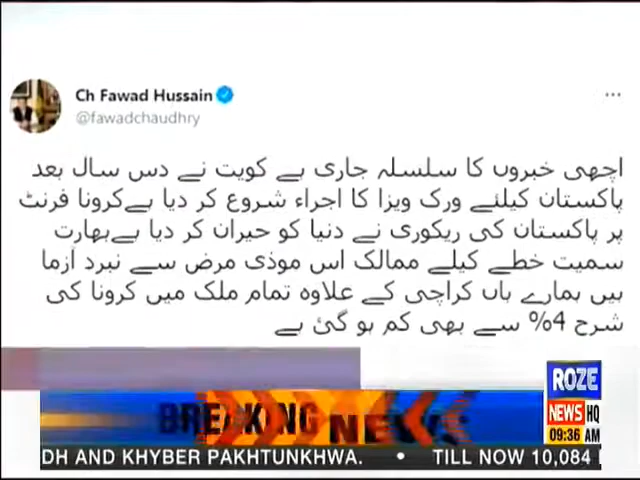 Ch Fawad Hussain
@fawadchaudhry
اچھی خبروں کا سلسلہ جاری ہے کویت نے دس سال بعد
پاکستان کیلئے ورک ویزا کا اجراء شروع کر دیا ہےکرونا فرنٹ
پر پاکستان کی ریکوری نے دنیا کو حیران کر دیا ہےبھارت
سمیت خطے کیلے ممالک اس موذی مرض سے نبرد آزما
ہیں ہمارے ہاں کراچی کے علاوہ تمام ملک میں کرونا کی
شرح 4% سے بھی کم ہو گئ ہے
ROZE
NEWS HQ
09:36 AM
BREAKING NEWS
DH AND KHYBER PAKHTUNKHWA. • TILL NOW 10,084